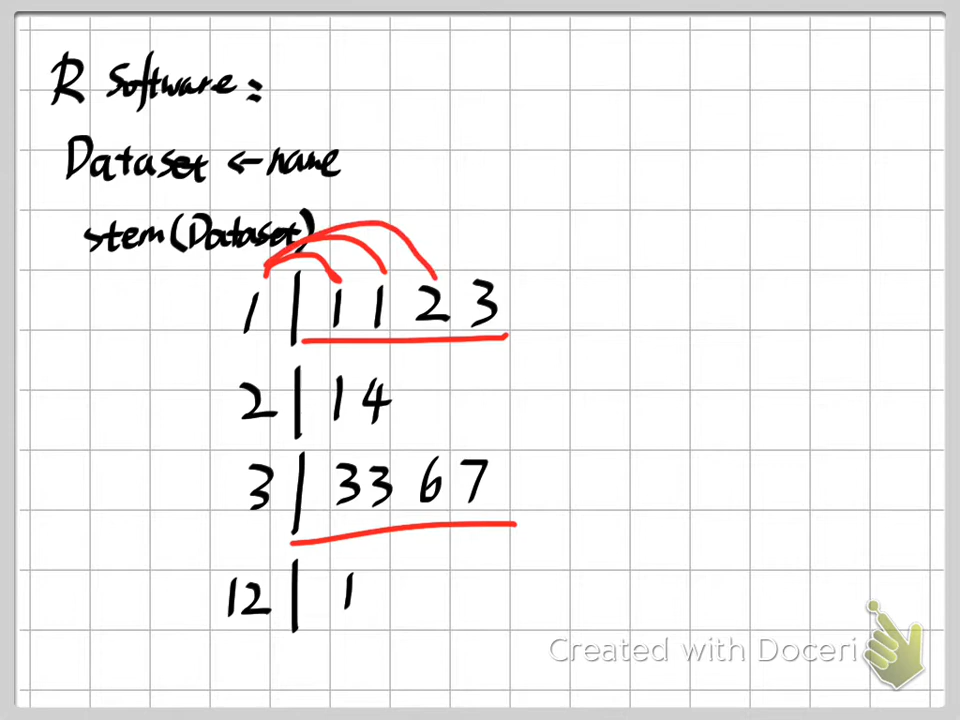 R Software:
Dataset ← name
stem(Dataset)
1 | 1 1 2 3
2 | 1 4
3 | 3 3 6 7
12 | 1
Created with Doceri